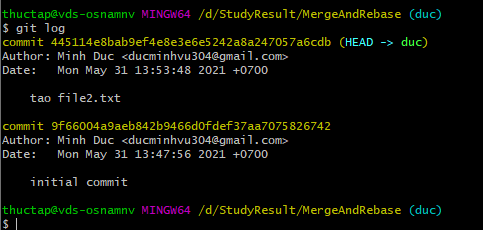 thuctap@vds-osnamnv MINGW64 /d/StudyResult/MergeAndRebase (duc)
$ git log
commit 445114e8bab9ef4e8e3e6e5242a8a247057a6cdb (HEAD -> duc)
Author: Minh Duc <ducminhvu304@gmail.com>
Date:   Mon May 31 13:53:48 2021 +0700
    tao file2.txt
commit 9f66004a9aeb842b9466d0fdef37aa7075826742
Author: Minh Duc <ducminhvu304@gmail.com>
Date:   Mon May 31 13:47:56 2021 +0700
    initial commit
thuctap@vds-osnamnv MINGW64 /d/StudyResult/MergeAndRebase (duc)
$